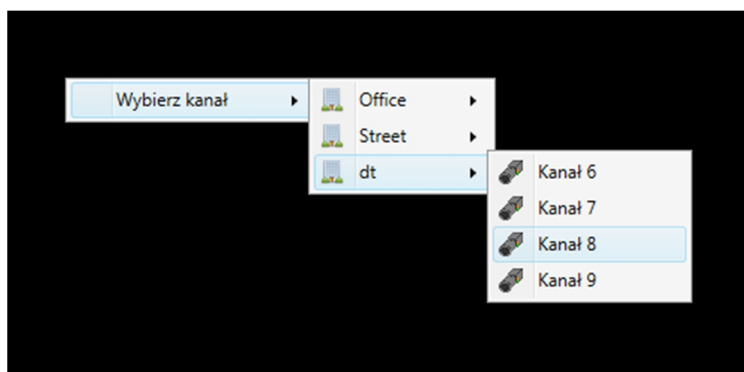 Wybierz kanał
Office
Street
dt
Kanał 6
Kanał 7
Kanał 8
Kanał 9